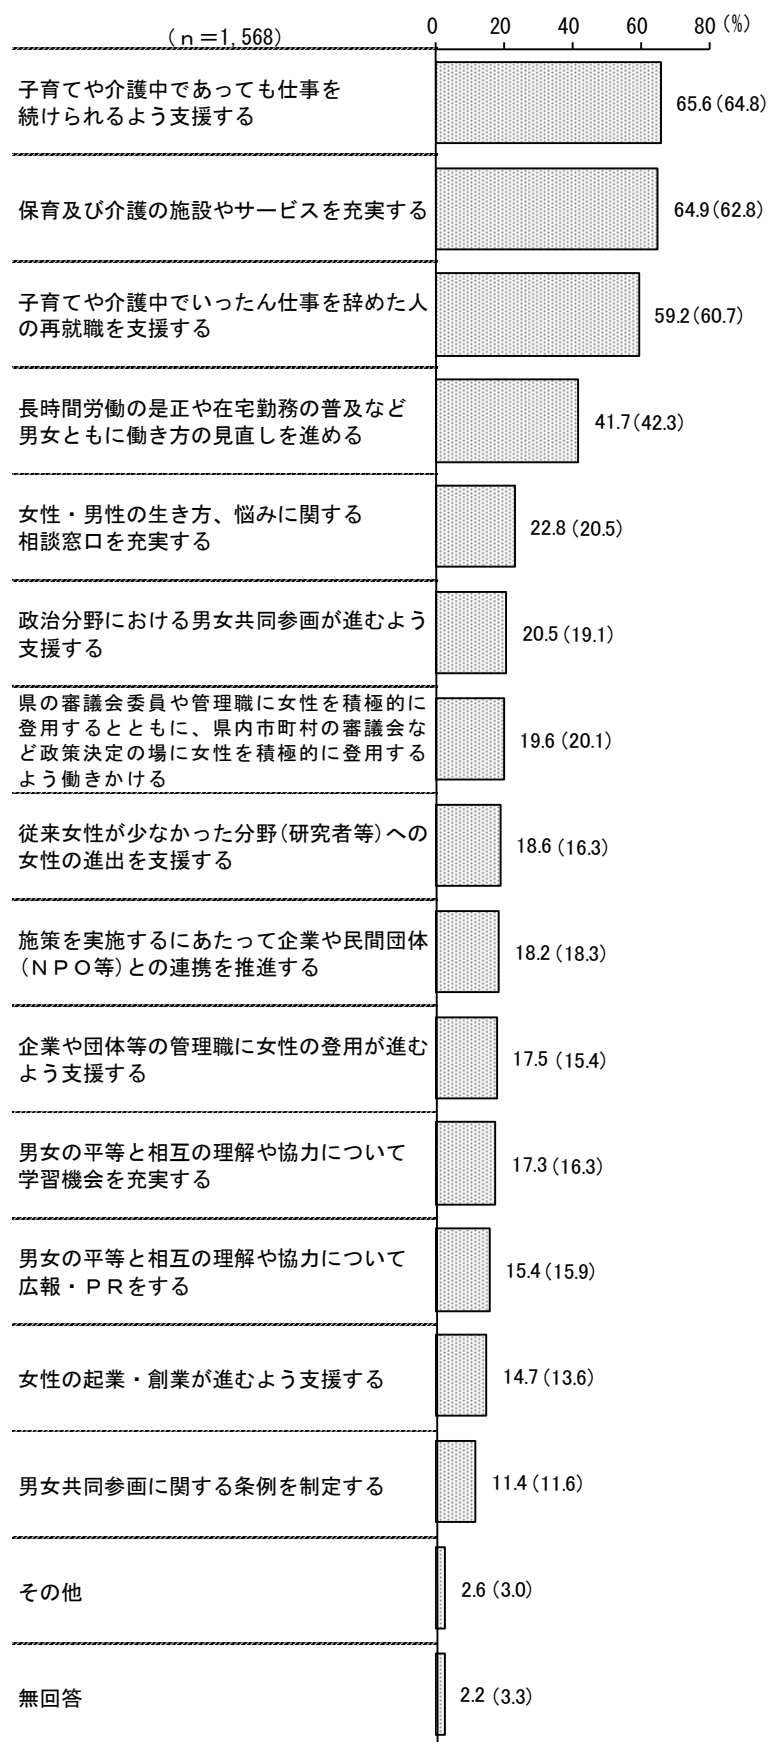 (ｎ＝1,568)
0 20 40 60 80 (%)
子育てや介護中であっても仕事を
続けられるよう支援する
65.6 (64.8)
保育及び介護の施設やサービスを充実する
64.9 (62.8)
子育てや介護中でいったん仕事を辞めた人
の再就職を支援する
59.2 (60.7)
長時間労働の是正や在宅勤務の普及など
男女ともに働き方の見直しを進める
41.7 (42.3)
女性・男性の生き方、悩みに関する
相談窓口を充実する
22.8 (20.5)
政治分野における男女共同参画が進むよう
支援する
20.5 (19.1)
県の審議会委員や管理職に女性を積極的に
登用するとともに、県内市町村の審議会な
ど政策決定の場に女性を積極的に登用する
よう働きかける
19.6 (20.1)
従来女性が少なかった分野(研究者等)への
女性の進出を支援する
18.6 (16.3)
施策を実施するにあたって企業や民間団体
(ＮＰＯ等)との連携を推進する
18.2 (18.3)
企業や団体等の管理職に女性の登用が進む
よう支援する
17.5 (15.4)
男女の平等と相互の理解や協力について
学習機会を充実する
17.3 (16.3)
男女の平等と相互の理解や協力について
広報・ＰＲをする
15.4 (15.9)
女性の起業・創業が進むよう支援する
14.7 (13.6)
男女共同参画に関する条例を制定する
11.4 (11.6)
その他
2.6 (3.0)
無回答
2.2 (3.3)